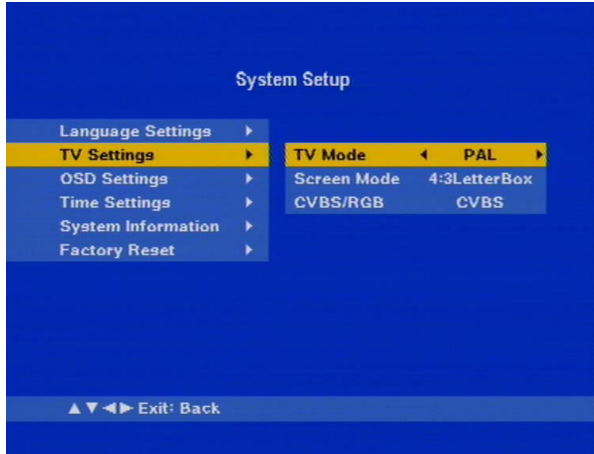 System Setup
Language Settings ▶
TV Settings ▶ TV Mode ◀ PAL ▶
OSD Settings ▶ Screen Mode 4:3LetterBox
Time Settings ▶ CVBS/RGB CVBS
System Information ▶
Factory Reset ▶
▲▼◀▶ Exit: Back